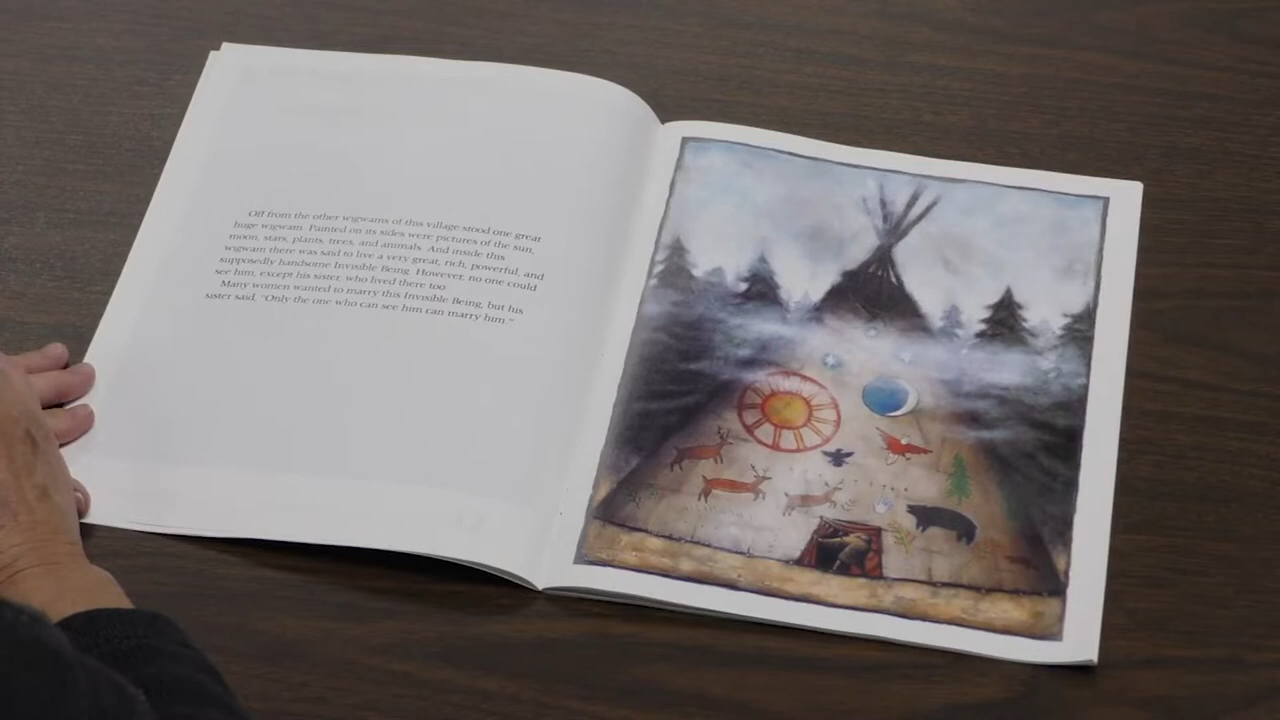 Off from the other wigwams of this village stood one great
huge wigwam. Painted on its sides were pictures of the sun,
moon, stars, plants, trees, and animals. And inside this
wigwam there was said to live a very great, rich, powerful, and
supposedly handsome Invisible Being. However, no one could
see him, except his sister, who lived there too
Many women wanted to marry this Invisible Being, but his
sister said, "Only the one who can see him can marry him."